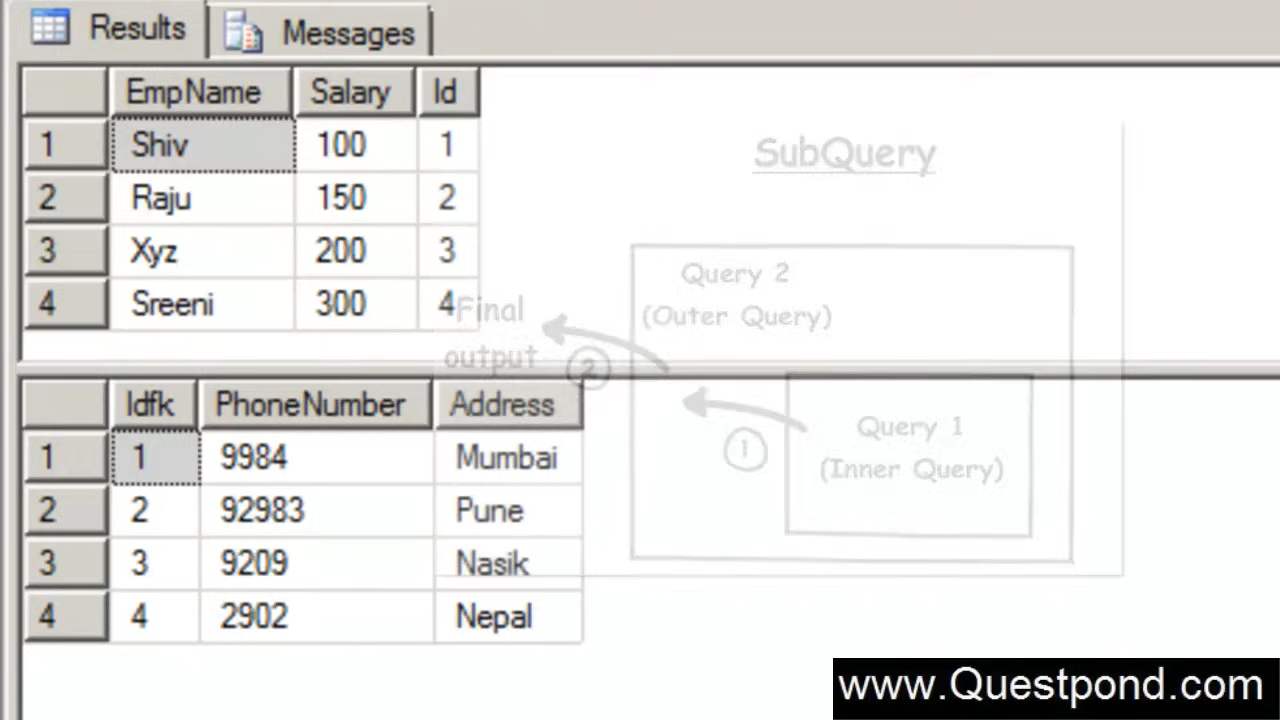 Results Messages
EmpName Salary Id
1 Shiv 100 1
2 Raju 150 2
3 Xyz 200 3
4 Sreeni 300 4
Idfk PhoneNumber Address
1 1 9984 Mumbai
2 2 92983 Pune
3 3 9209 Nasik
4 4 2902 Nepal
SubQuery
Query 2
(Outer Query)
Final
output
2
1
Query 1
(Inner Query)
www.Questpond.com